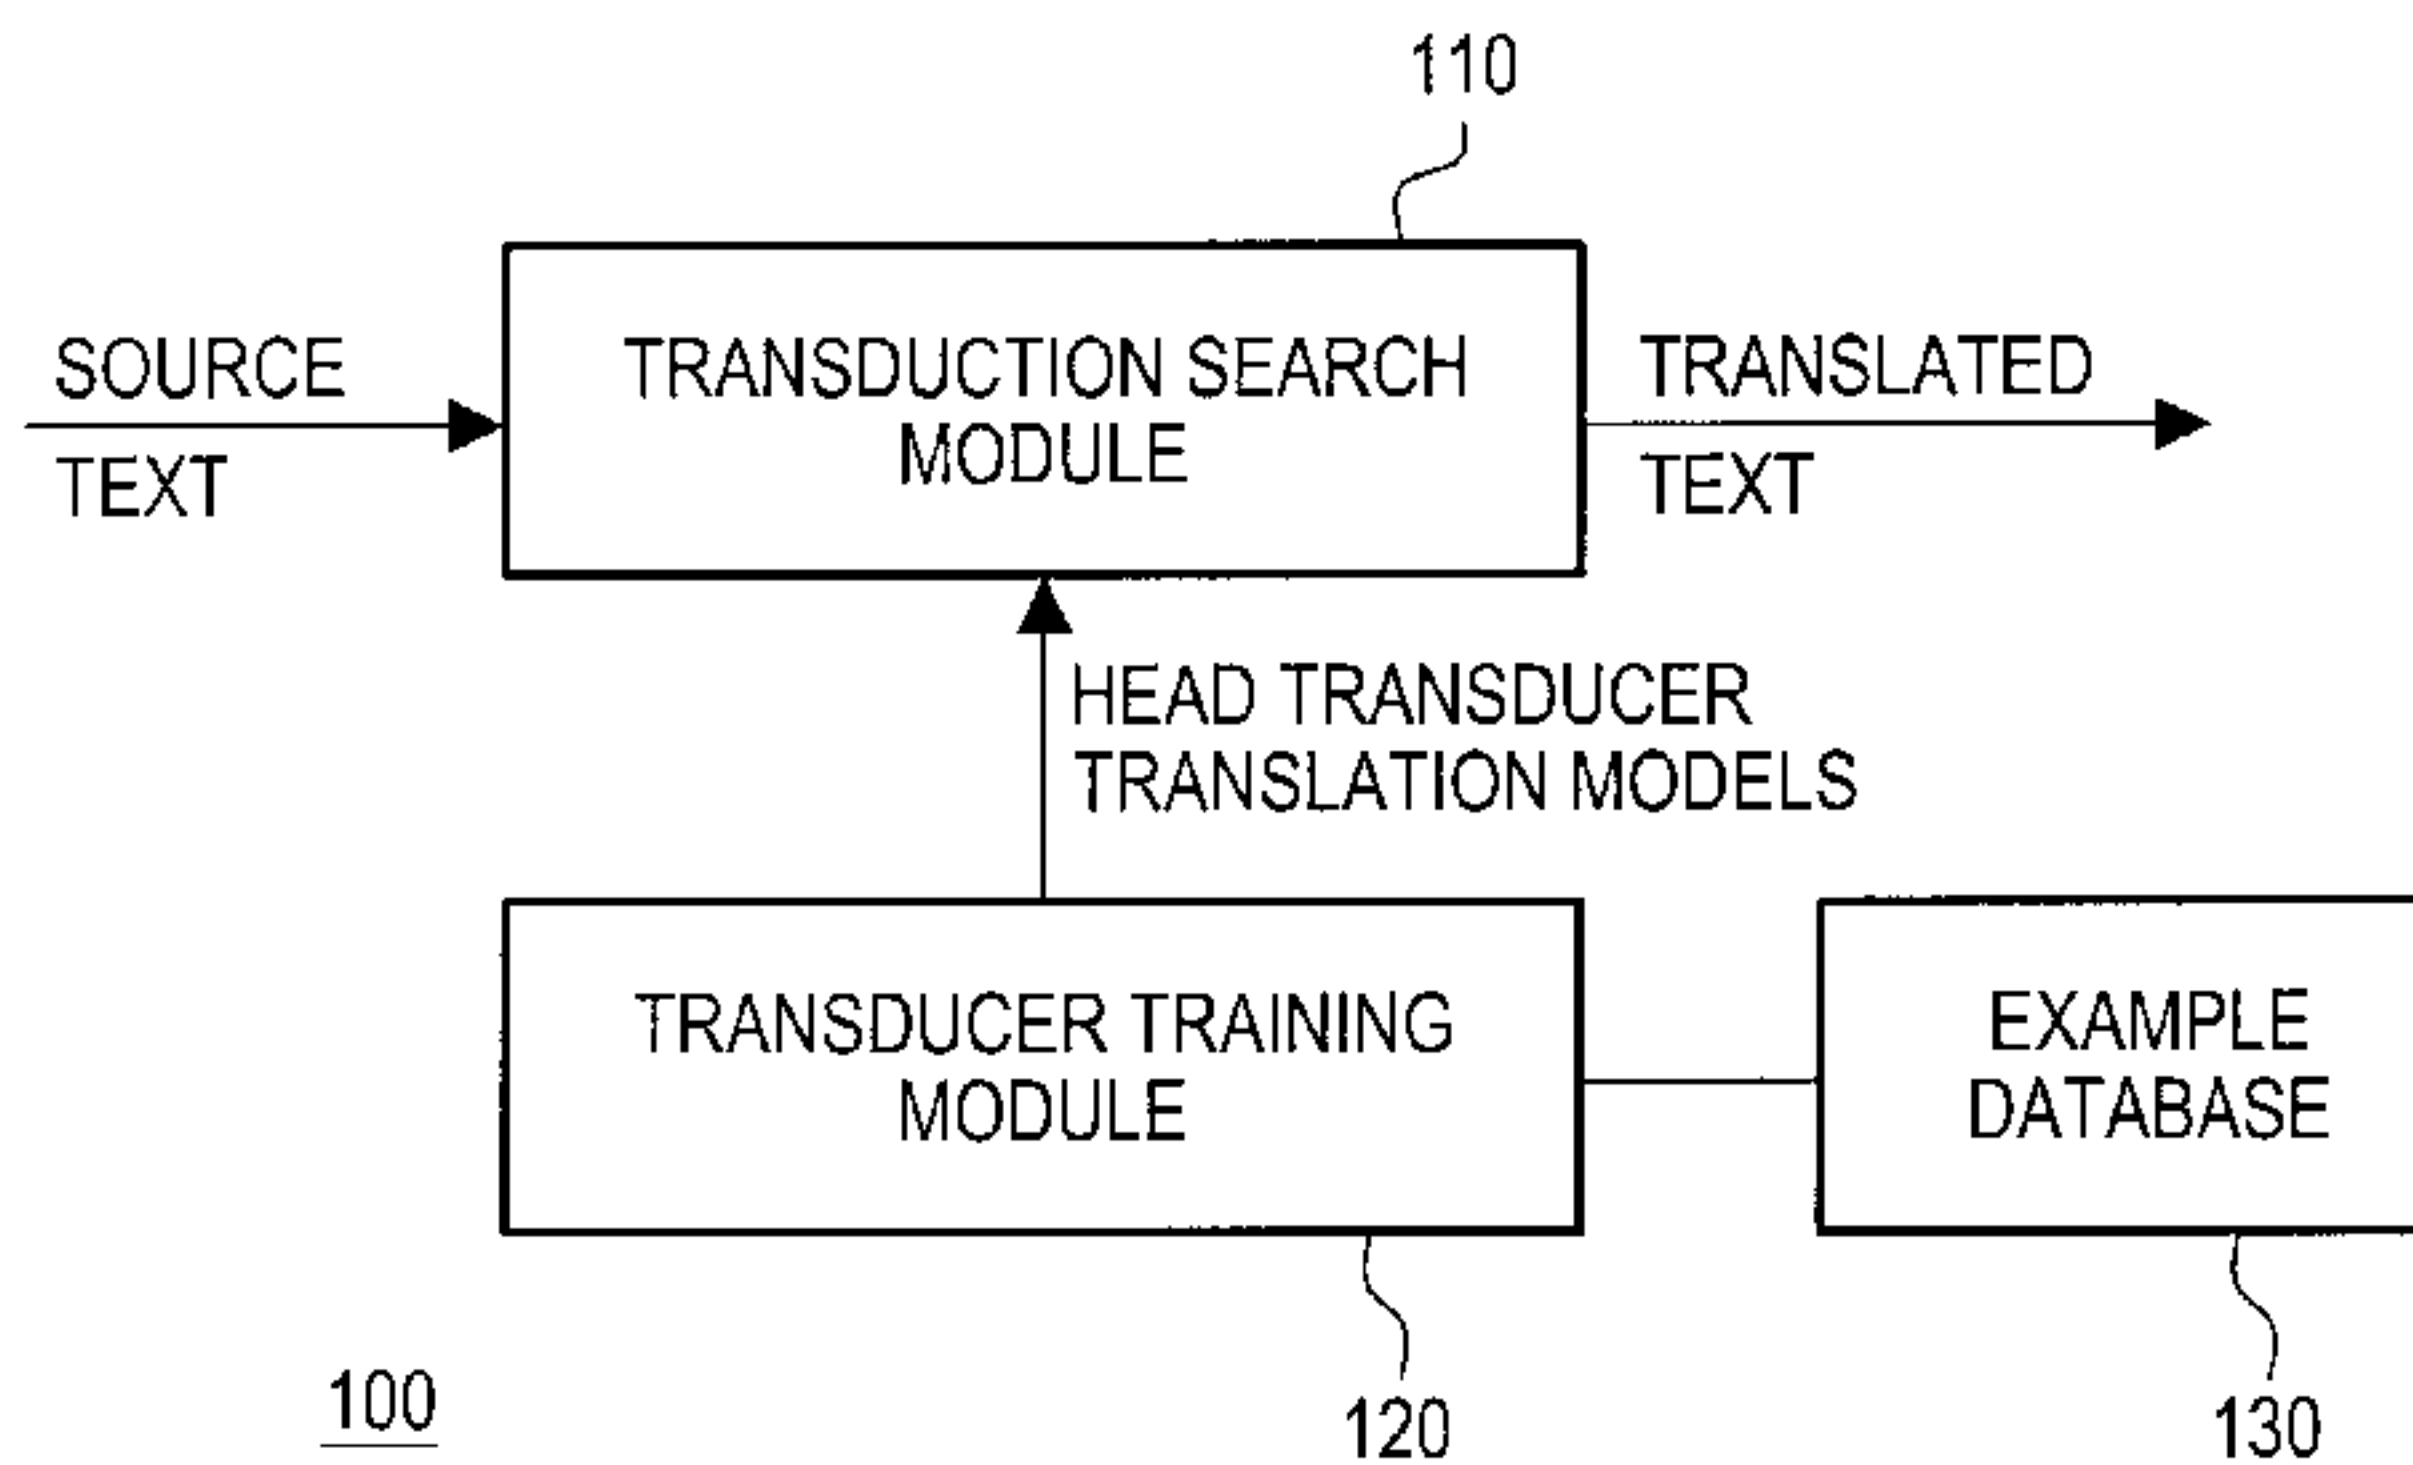 110
SOURCE
TEXT
TRANSDUCTION SEARCH
MODULE
TRANSLATED
TEXT
HEAD TRANSDUCER
TRANSLATION MODELS
TRANSDUCER TRAINING
MODULE
EXAMPLE
DATABASE
100
120
130